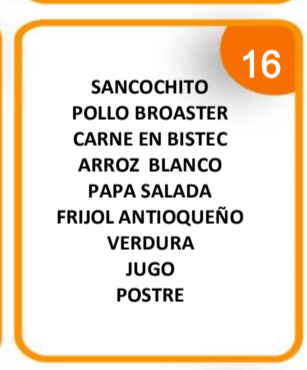 16
SANCOCHITO
POLLO BROASTER
CARNE EN BISTEC
ARROZ BLANCO
PAPA SALADA
FRIJOL ANTIOQUEÑO
VERDURA
JUGO
POSTRE